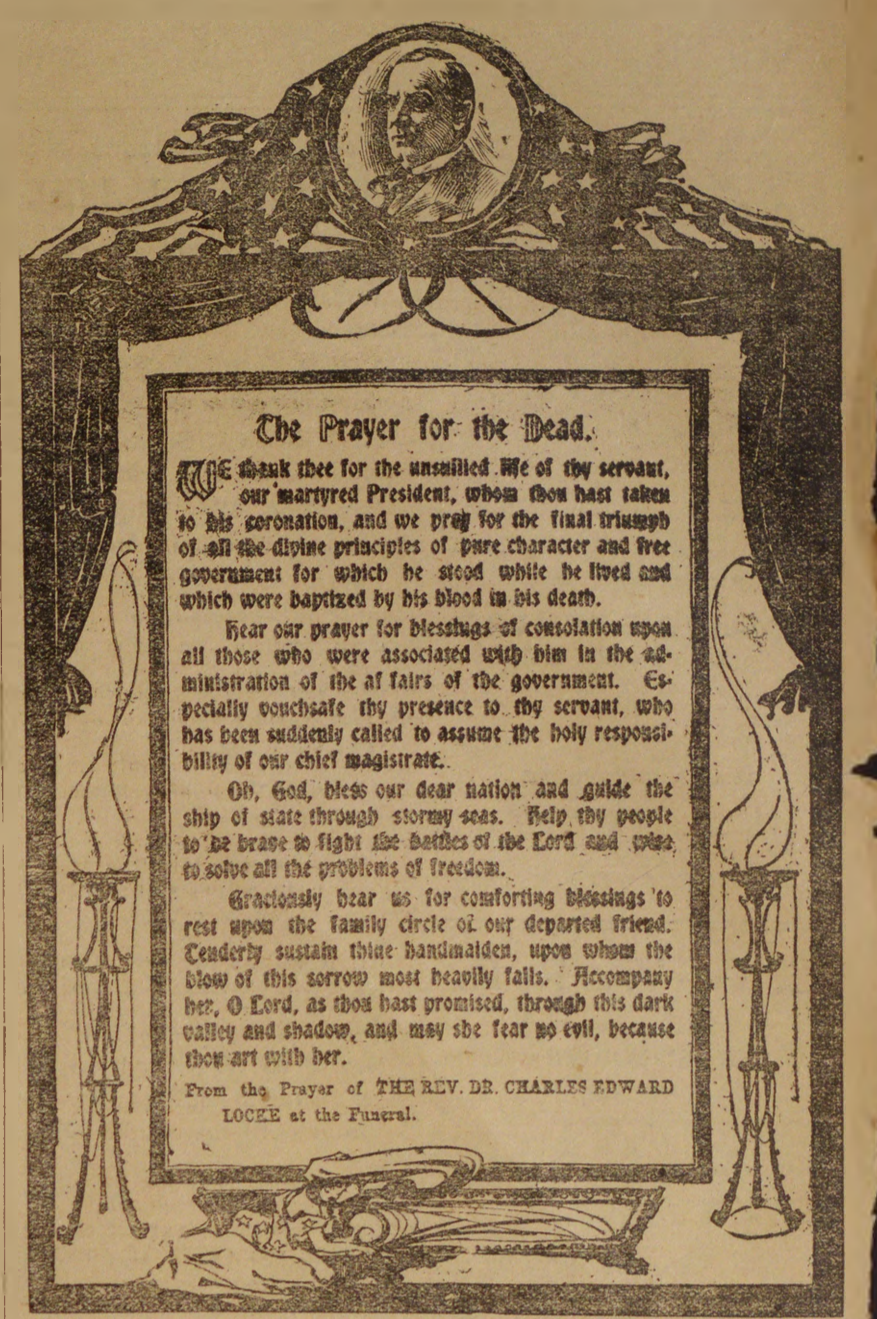 The Prayer for the Dead.
WE thank thee for the unsullied life of thy servant,
our martyred President, whom thou hast taken
to his coronation, and we pray for the final triumph
of all the divine principles of pure character and free
government for which he stood while he lived and
which were baptized by his blood in his death.
Hear our prayer for blessings of consolation upon
all those who were associated with him in the ad-
ministration of the affairs of the government. Es-
pecially vouchsafe thy presence to thy servant, who
has been suddenly called to assume the holy responsi-
bility of our chief magistrate.
Oh, God, bless our dear nation and guide the
ship of state through stormy seas. Help thy people
to be brave to fight the battles of the Lord and wise
to solve all the problems of freedom.
Graciously hear us for comforting blessings to
rest upon the family circle of our departed friend.
Tenderly sustain thine handmaiden, upon whom the
blow of this sorrow most heavily falls. Accompany
her, O Lord, as thou hast promised, through this dark
valley and shadow, and may she fear no evil, because
thou art with her.
From the Prayer of THE REV. DR. CHARLES EDWARD
LOCKE at the Funeral.